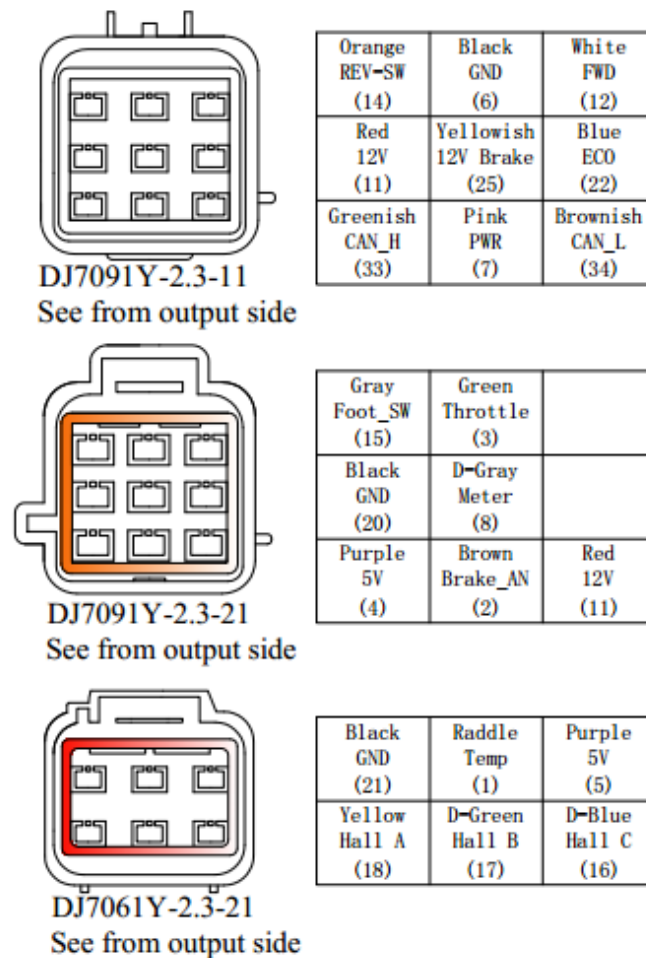 Orange Black White
REV-SW GND FWD
(14) (6) (12)
Red Yellowish Blue
12V 12V Brake ECO
(11) (25) (22)
Greenish Pink Brownish
CAN_H PWR CAN_L
(33) (7) (34)
DJ7091Y-2.3-11
See from output side
Gray Green
Foot_SW Throttle
(15) (3)
Black D-Gray
GND Meter
(20) (8)
Purple Brown Red
5V Brake_AN 12V
(4) (2) (11)
DJ7091Y-2.3-21
See from output side
Black Raddle Purple
GND Temp 5V
(21) (1) (5)
Yellow D-Green D-Blue
Hall A Hall B Hall C
(18) (17) (16)
DJ7061Y-2.3-21
See from output side